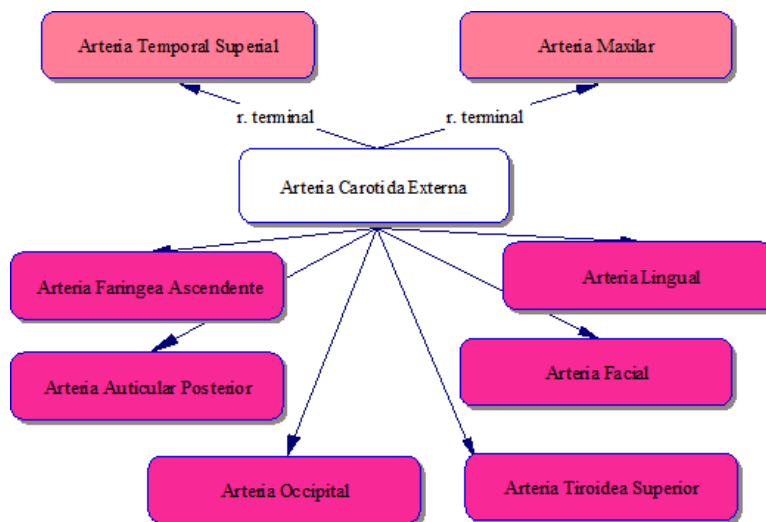 Arteria Temporal Superial
Arteria Maxilar
r. terminal
r. terminal
Arteria Carotida Externa
Arteria Faringea Ascendente
Arteria Lingual
Arteria Auticular Posterior
Arteria Facial
Arteria Occipital
Arteria Tiroidea Superior